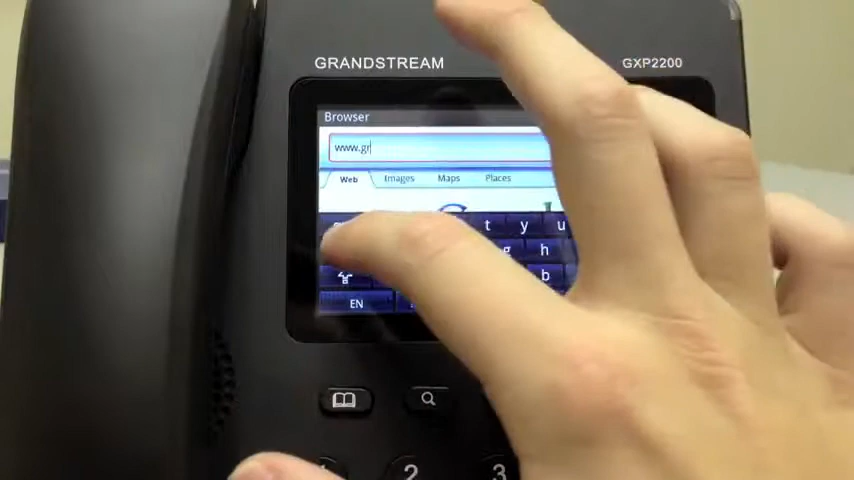 GRANDSTREAM
GXP2200
Browser
www.gr
Web Images Maps Places
t y u
g h
b
EN
2 3